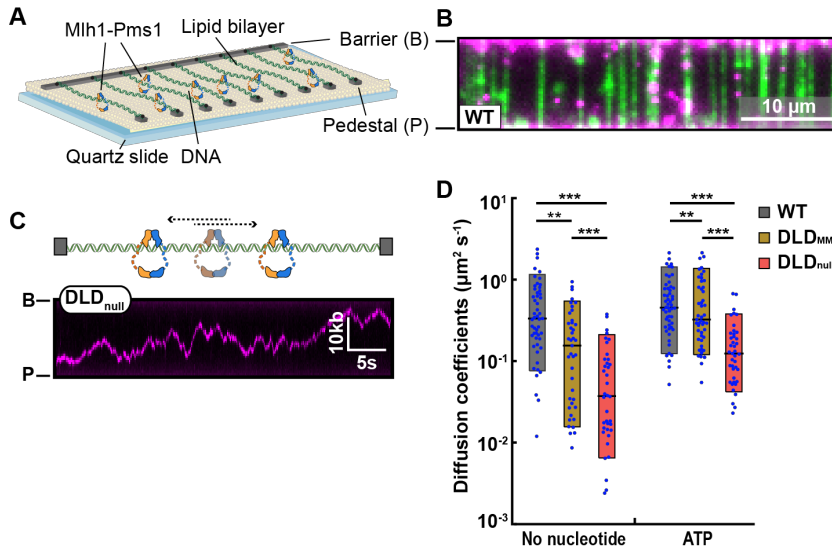 A
Mlh1-Pms1
Lipid bilayer
Barrier (B)
Pedestal (P)
Quartz slide
DNA
B
WT
10 µm
C
B
P
DLDnull
10kb
5s
D
Diffusion coefficients (µm² s⁻¹)
10¹
10⁰
10⁻¹
10⁻²
10⁻³
***
**
***
***
**
***
No nucleotide
ATP
WT
DLDMM
DLDnul